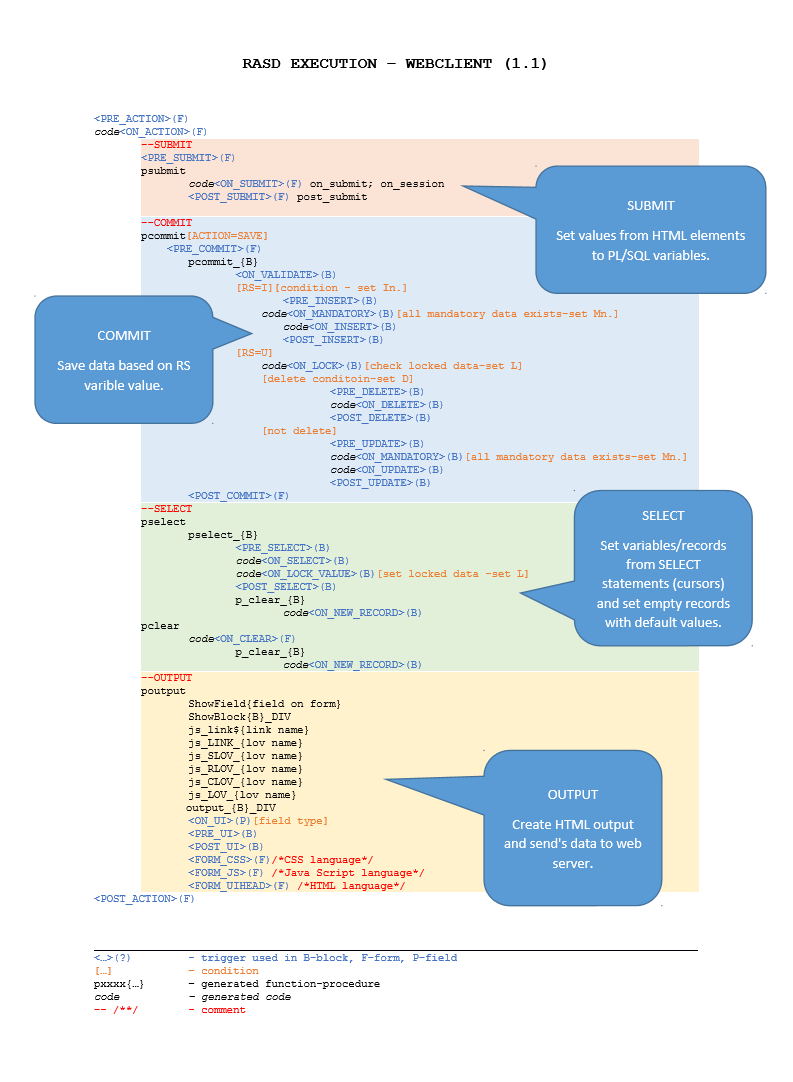 RASD EXECUTION – WEBCLIENT (1.1)
<PRE_ACTION>(F)
code<ON_ACTION>(F)
--SUBMIT
<PRE_SUBMIT>(F)
psubmit
code<ON_SUBMIT>(F) on_submit; on_session
<POST_SUBMIT>(F) post_submit
SUBMIT
Set values from HTML elements
to PL/SQL variables.
--COMMIT
pcommit[ACTION=SAVE]
<PRE_COMMIT>(F)
pcommit_{B}
<ON_VALIDATE>(B)
[RS=I][condition - set In.]
<PRE_INSERT>(B)
code<ON_MANDATORY>(B)[all mandatory data exists-set Mn.]
code<ON_INSERT>(B)
<POST_INSERT>(B)
[RS=U]
code<ON_LOCK>(B)[check locked data-set L]
[delete conditoin-set D]
<PRE_DELETE>(B)
code<ON_DELETE>(B)
<POST_DELETE>(B)
[not delete]
<PRE_UPDATE>(B)
code<ON_MANDATORY>(B)[all mandatory data exists-set Mn.]
code<ON_UPDATE>(B)
<POST_UPDATE>(B)
<POST_COMMIT>(F)
COMMIT
Save data based on RS
varible value.
--SELECT
pselect
pselect_{B}
<PRE_SELECT>(B)
code<ON_SELECT>(B)
code<ON_LOCK_VALUE>(B)[set locked data -set L]
<POST_SELECT>(B)
p_clear_{B}
code<ON_NEW_RECORD>(B)
pclear
code<ON_CLEAR>(F)
p_clear_{B}
code<ON_NEW_RECORD>(B)
SELECT
Set variables/records
from SELECT
statements (cursors)
and set empty records
with default values.
--OUTPUT
poutput
ShowField{field on form}
ShowBlock{B}_DIV
js_link${link name}
js_LINK_{lov name}
js_SLOV_{lov name}
js_RLOV_{lov name}
js_CLOV_{lov name}
js_LOV_{lov name}
output_{B}_DIV
<ON_UI>(P)[field type]
<PRE_UI>(B)
<POST_UI>(B)
<FORM_CSS>(F)/*CSS language*/
<FORM_JS>(F) /*Java Script language*/
<FORM_UIHEAD>(F) /*HTML language*/
OUTPUT
Create HTML output
and send's data to web
server.
<POST_ACTION>(F)
<…>(?) – trigger used in B-block, F-form, P-field
[…] – condition
pxxxx{…} – generated function-procedure
code – generated code
-- /**/ – comment